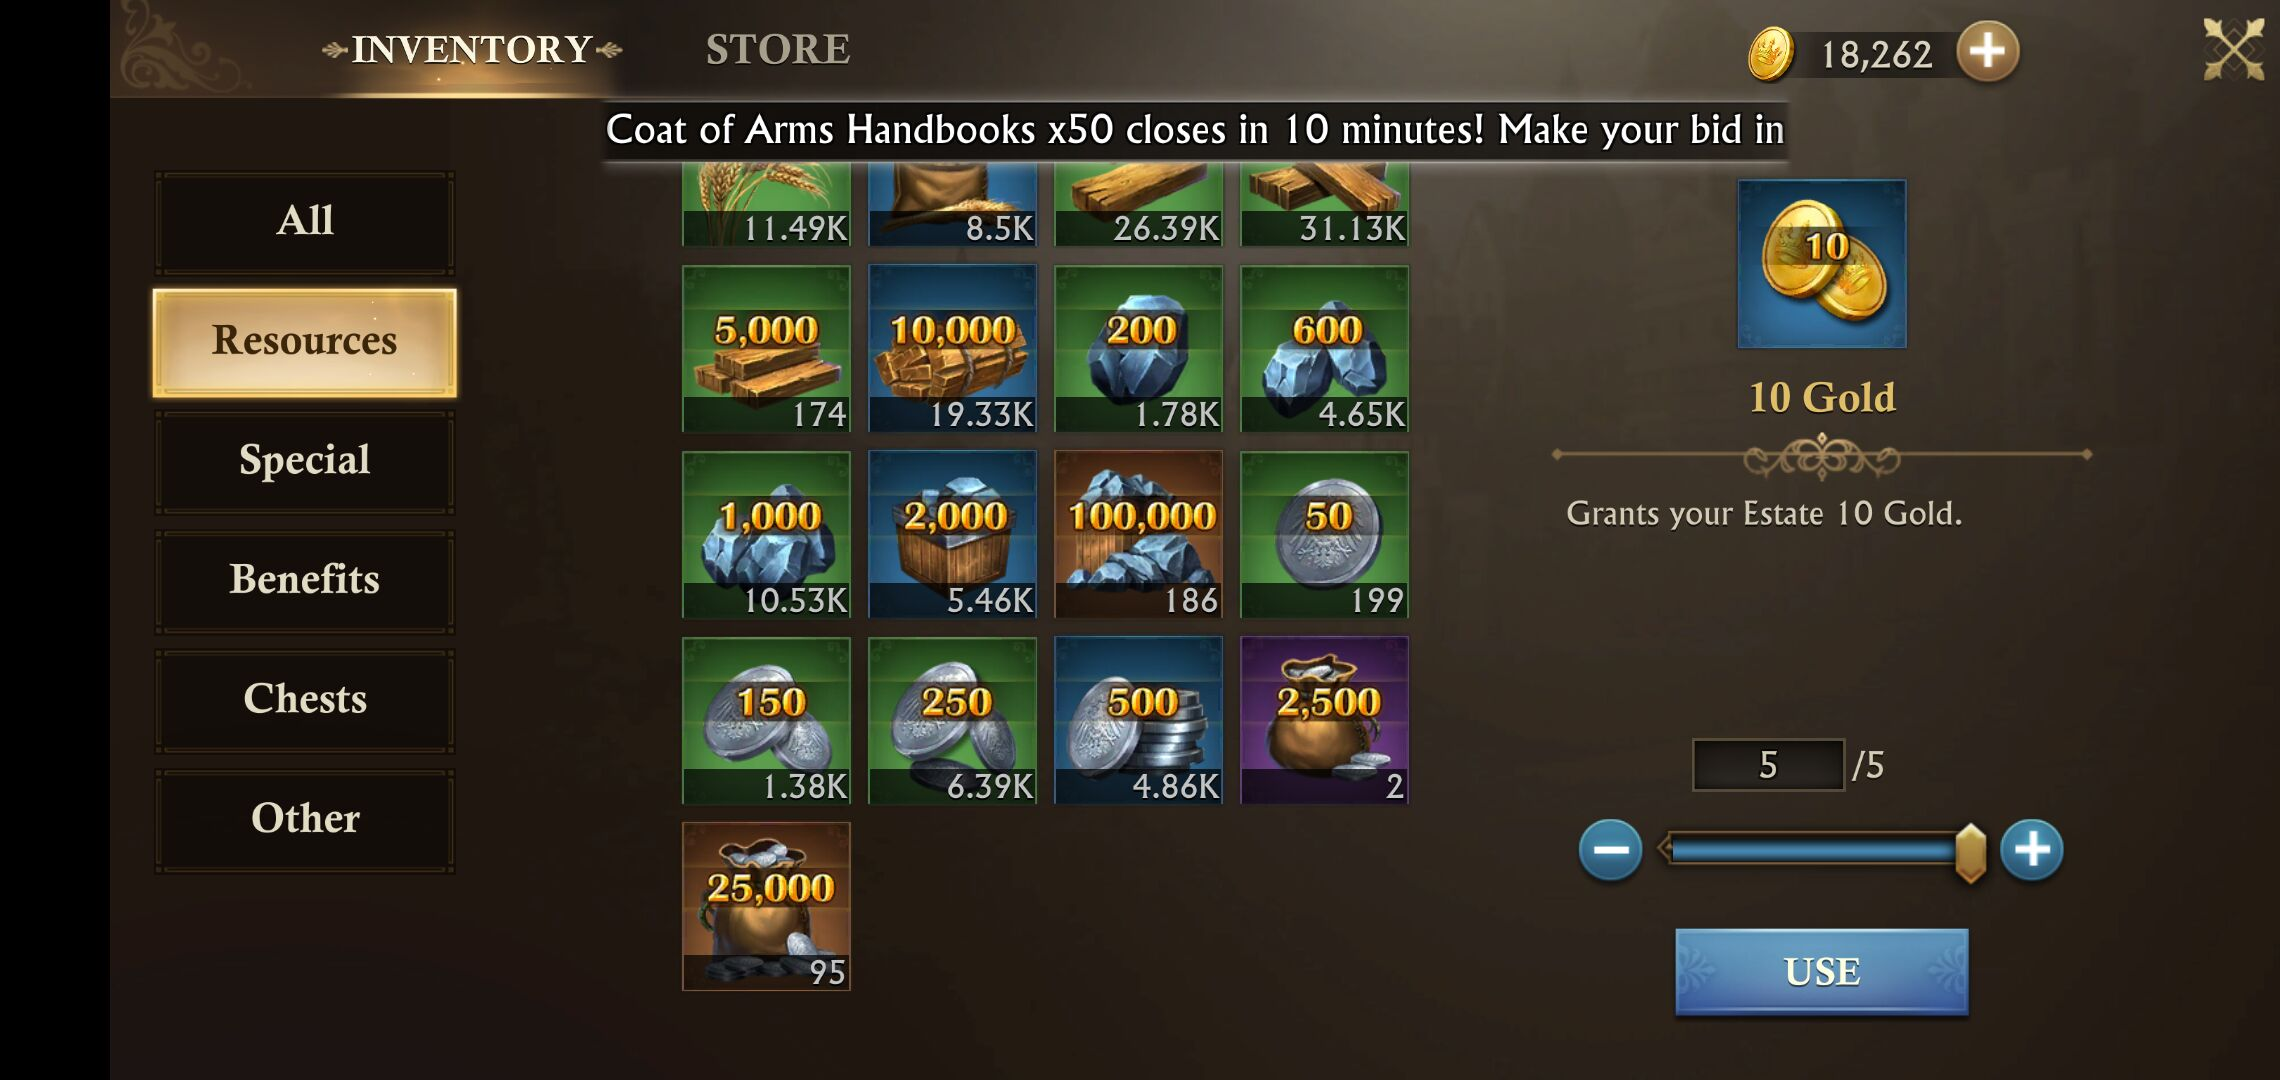 INVENTORY STORE 18,262
Coat of Arms Handbooks x50 closes in 10 minutes! Make your bid in
All
Resources
Special
Benefits
Chests
Other
11.49K 8.5K 26.39K 31.13K
5,000 10,000 200 600
174 19.33K 1.78K 4.65K
1,000 2,000 100,000 50
10.53K 5.46K 186 199
150 250 500 2,500
1.38K 6.39K 4.86K 2
25,000
95
10
10 Gold
Grants your Estate 10 Gold.
5 /5
USE